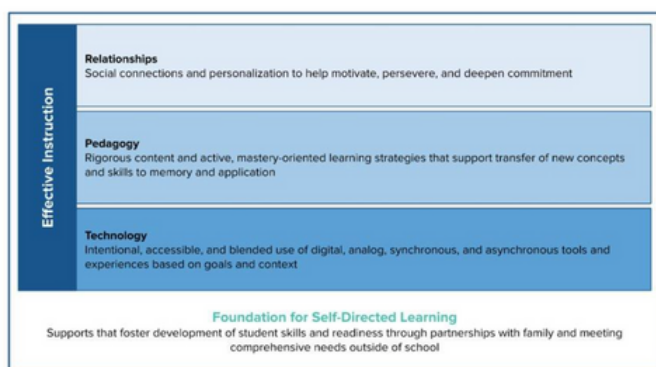 Effective Instruction
Relationships
Social connections and personalization to help motivate, persevere, and deepen commitment
Pedagogy
Rigorous content and active, mastery-oriented learning strategies that support transfer of new concepts
and skills to memory and application
Technology
Intentional, accessible, and blended use of digital, analog, synchronous, and asynchronous tools and
experiences based on goals and context
Foundation for Self-Directed Learning
Supports that foster development of student skills and readiness through partnerships with family and meeting
comprehensive needs outside of school